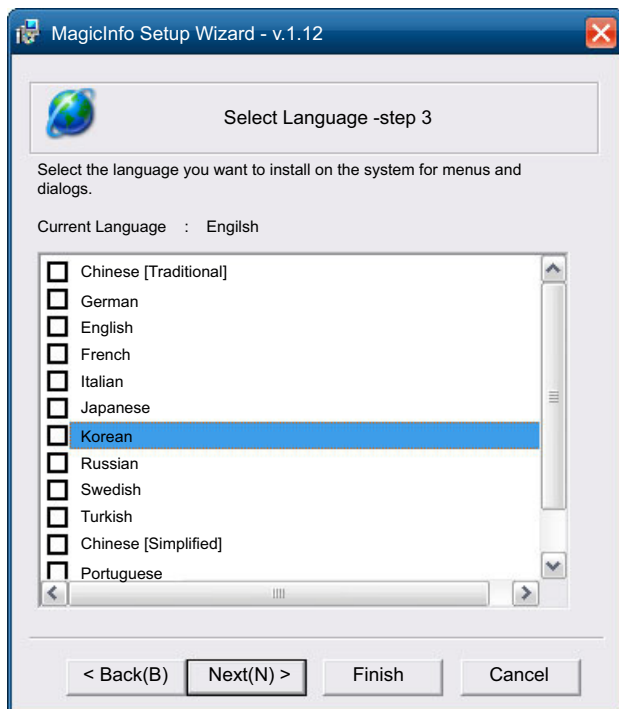 MagicInfo Setup Wizard - v.1.12
Select Language -step 3
Select the language you want to install on the system for menus and
dialogs.
Current Language : Engilsh
Chinese [Traditional]
German
English
French
Italian
Japanese
Korean
Russian
Swedish
Turkish
Chinese [Simplified]
Portuguese
< Back(B) Next(N) > Finish Cancel